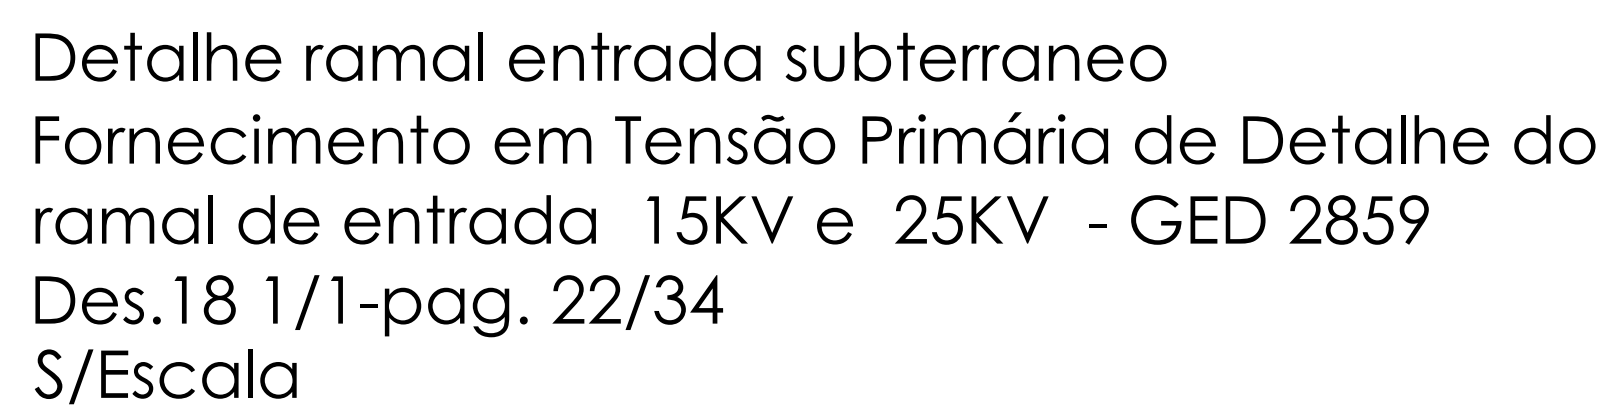 Detalhe ramal entrada subterraneo
Fornecimento em Tensão Primária de Detalhe do
ramal de entrada  15KV e  25KV  - GED 2859
Des.18 1/1-pag. 22/34
S/Escala